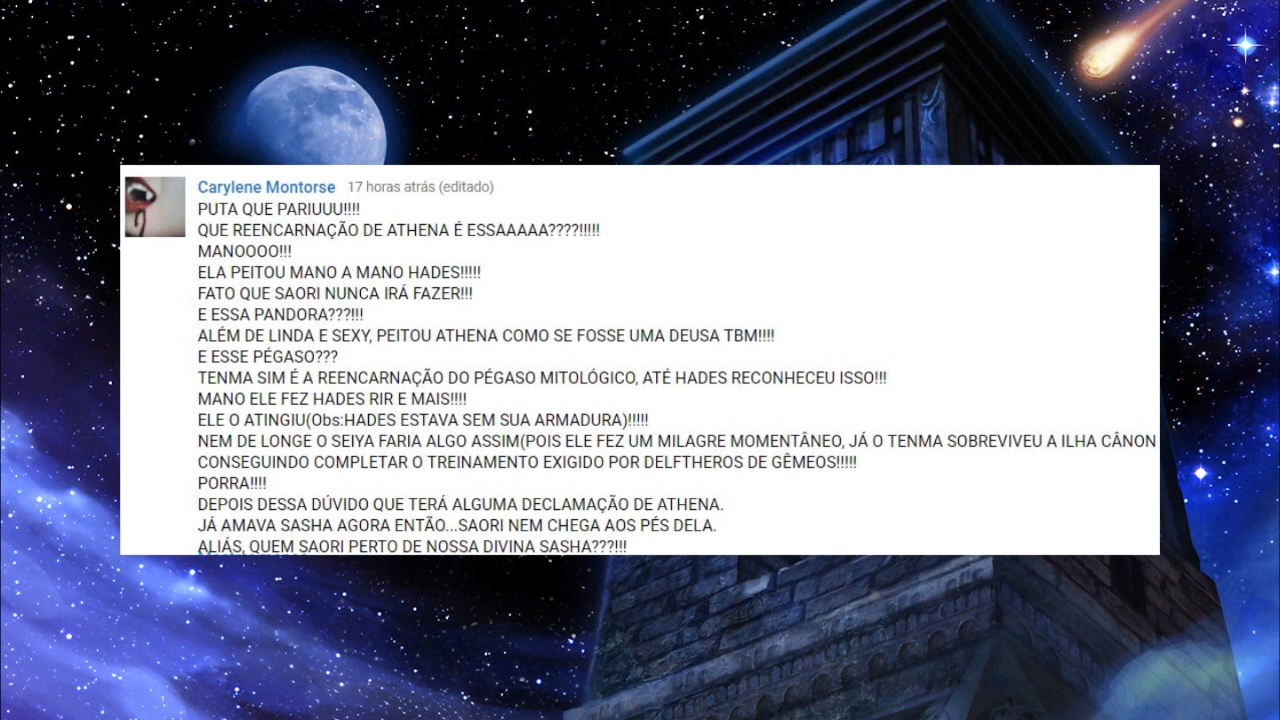 Carylene Montorse 17 horas atrás (editado)
PUTA QUE PARIUUU!!!!
QUE REENCARNAÇÃO DE ATHENA É ESSAAAAA????!!!!!
MANOOOO!!!
ELA PEITOU MANO A MANO HADES!!!!!
FATO QUE SAORI NUNCA IRÁ FAZER!!!
E ESSA PANDORA???!!!
ALÉM DE LINDA E SEXY, PEITOU ATHENA COMO SE FOSSE UMA DEUSA TBM!!!!
E ESSE PÉGASO???
TENMA SIM É A REENCARNAÇÃO DO PÉGASO MITOLÓGICO, ATÉ HADES RECONHECEU ISSO!!!
MANO ELE FEZ HADES RIR E MAIS!!!!
ELE O ATINGIU(Obs:HADES ESTAVA SEM SUA ARMADURA)!!!!!
NEM DE LONGE O SEIYA FARIA ALGO ASSIM(POIS ELE FEZ UM MILAGRE MOMENTÂNEO, JÁ O TENMA SOBREVIVEU A ILHA CÂNON
CONSEGUINDO COMPLETAR O TREINAMENTO EXIGIDO POR DELFTHEROS DE GÊMEOS!!!!!
PORRA!!!!
DEPOIS DESSA DÚVIDO QUE TERÁ ALGUMA DECLAMAÇÃO DE ATHENA.
JÁ AMAVA SASHA AGORA ENTÃO...SAORI NEM CHEGA AOS PÉS DELA.
ALIÁS, QUEM SAORI PERTO DE NOSSA DIVINA SASHA???!!!